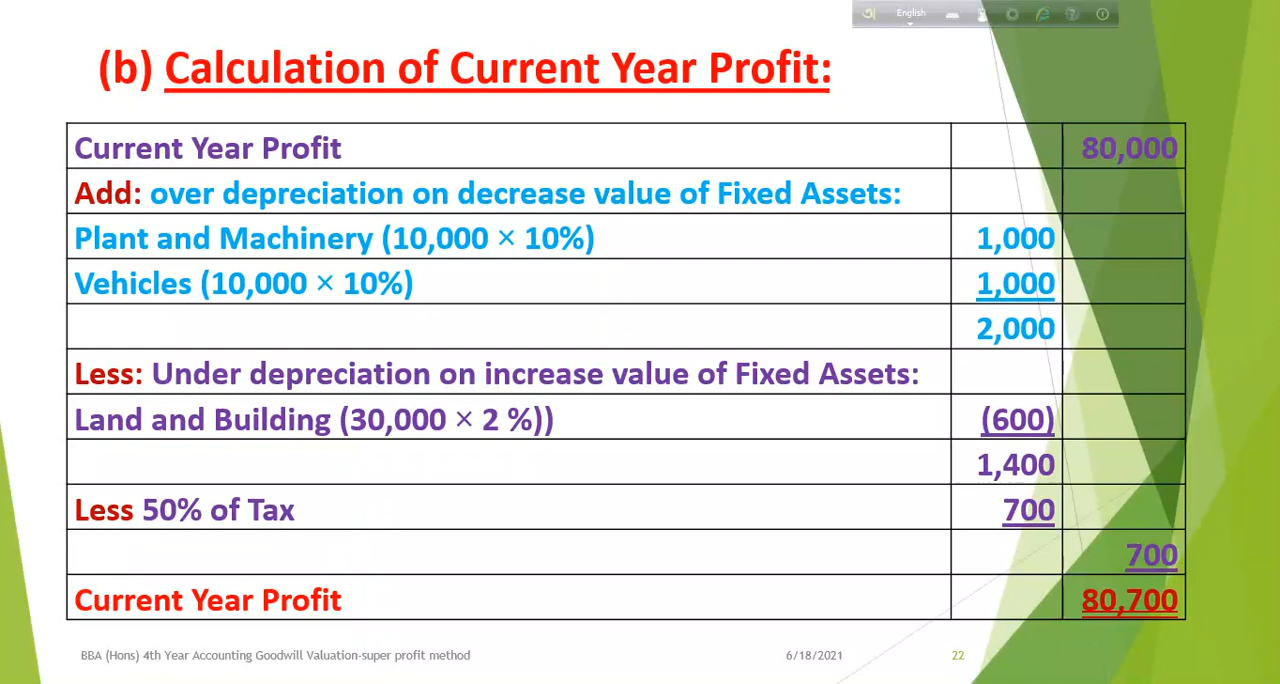 English
(b) Calculation of Current Year Profit:
Current Year Profit 80,000
Add: over depreciation on decrease value of Fixed Assets:
Plant and Machinery (10,000 × 10%) 1,000
Vehicles (10,000 × 10%) 1,000
2,000
Less: Under depreciation on increase value of Fixed Assets:
Land and Building (30,000 × 2 %)) (600)
1,400
Less 50% of Tax 700
700
Current Year Profit 80,700
BBA (Hons) 4th Year Accounting Goodwill Valuation-super profit method 6/18/2021 22